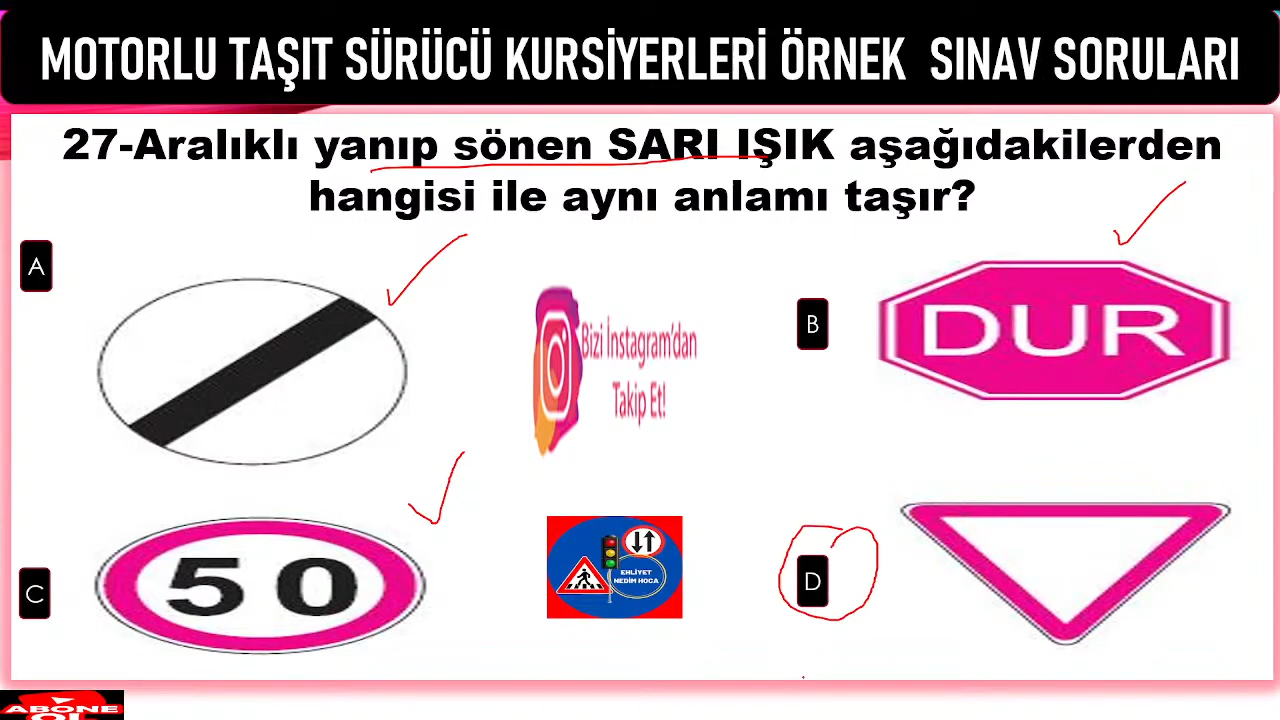 MOTORLU TAŞIT SÜRÜCÜ KURSİYERLERİ ÖRNEK SINAV SORULARI
27-Aralıklı yanıp sönen SARI IŞIK aşağıdakilerden
hangisi ile aynı anlamı taşır?
A
B
DUR
Bizi İnstagram'dan
Takip Et!
C
50
EHLİYET
NEDİM HOCA
D
ABONE
OL